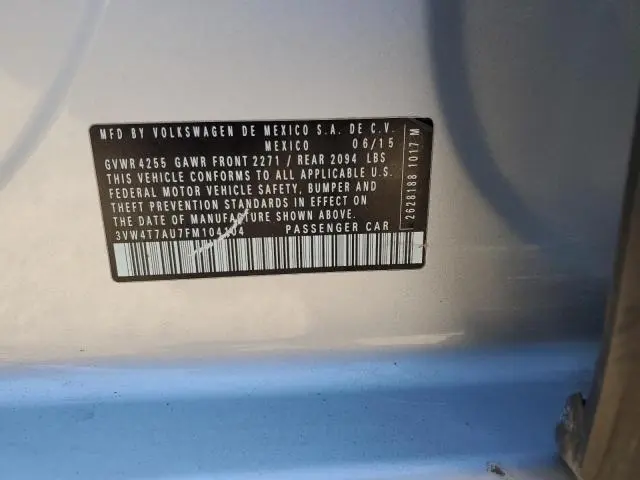 MFD BY VOLKSWAGEN DE MEXICO S.A. DE C.V.
MEXICO 06/15
GVWR 4255 GAWR FRONT 2271 / REAR 2094 LBS
THIS VEHICLE CONFORMS TO ALL APPLICABLE U.S.
FEDERAL MOTOR VEHICLE SAFETY, BUMPER AND
THEFT PREVENTION STANDARDS IN EFFECT ON
THE DATE OF MANUFACTURE SHOWN ABOVE.
3VW4T7AU7FM104104 PASSENGER CAR
2628188 1017 M